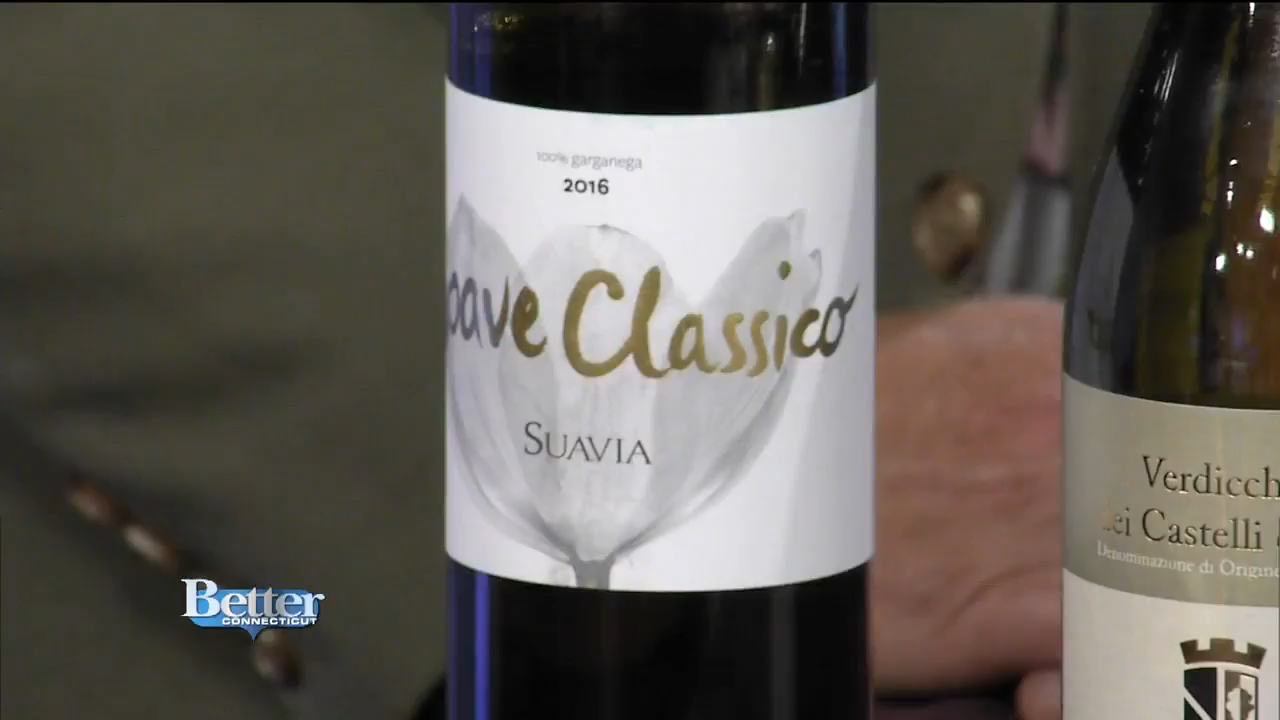 100% garganega
2016
oave Classico
SUAVIA
Verdicch
ei Castelli
Denominazione di Origine
Better
CONNECTICUT